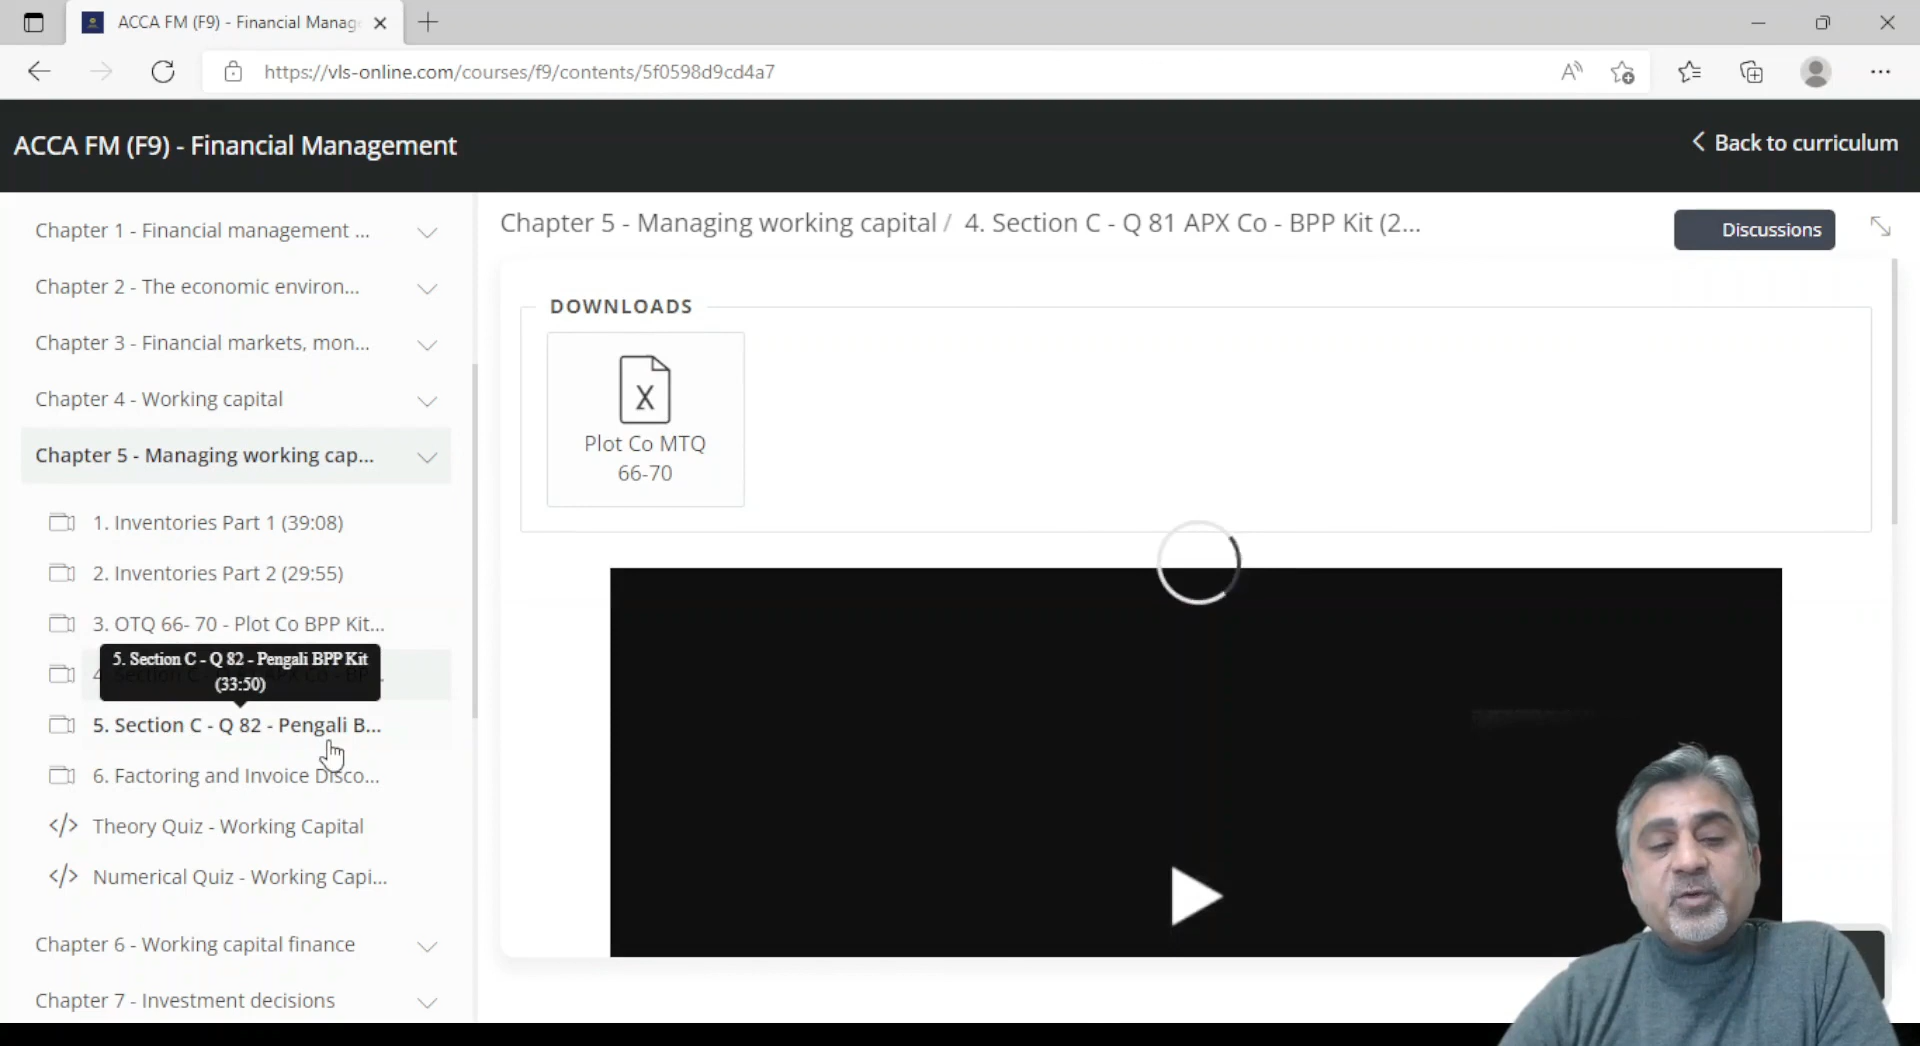 ACCA FM (F9) - Financial Manag
https://vls-online.com/courses/f9/contents/5f0598d9cd4a7
ACCA FM (F9) - Financial Management
Back to curriculum
Chapter 1 - Financial management ...
Chapter 2 - The economic environ...
Chapter 3 - Financial markets, mon...
Chapter 4 - Working capital
Chapter 5 - Managing working cap...
1. Inventories Part 1 (39:08)
2. Inventories Part 2 (29:55)
3. OTQ 66- 70 - Plot Co BPP Kit...
5. Section C - Q 82 - Pengali BPP Kit
(33:50)
5. Section C - Q 82 - Pengali B...
6. Factoring and Invoice Disco...
</> Theory Quiz - Working Capital
</> Numerical Quiz - Working Capi...
Chapter 6 - Working capital finance
Chapter 7 - Investment decisions
Chapter 5 - Managing working capital / 4. Section C - Q 81 APX Co - BPP Kit (2...
Discussions
DOWNLOADS
X
Plot Co MTQ
66-70